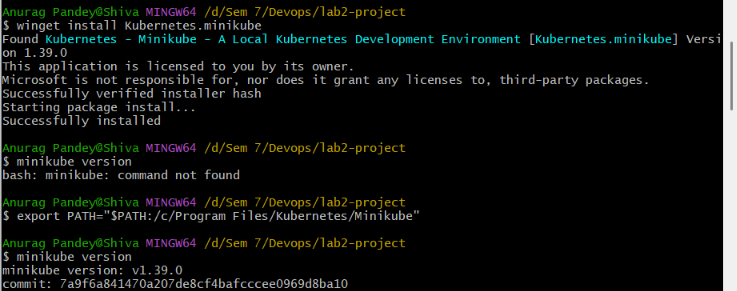 Anurag Pandey@Shiva MINGW64 /d/Sem 7/Devops/lab2-project
$ winget install Kubernetes.minikube
Found Kubernetes - Minikube - A Local Kubernetes Development Environment [Kubernetes.minikube] Versi
on 1.39.0
This application is licensed to you by its owner.
Microsoft is not responsible for, nor does it grant any licenses to, third-party packages.
Successfully verified installer hash
Starting package install...
Successfully installed

Anurag Pandey@Shiva MINGW64 /d/Sem 7/Devops/lab2-project
$ minikube version
bash: minikube: command not found

Anurag Pandey@Shiva MINGW64 /d/Sem 7/Devops/lab2-project
$ export PATH="$PATH:/c/Program Files/Kubernetes/Minikube"

Anurag Pandey@Shiva MINGW64 /d/Sem 7/Devops/lab2-project
$ minikube version
minikube version: v1.39.0
commit: 7a9f6a841470a207de8cf4bafcccee0969d8ba10